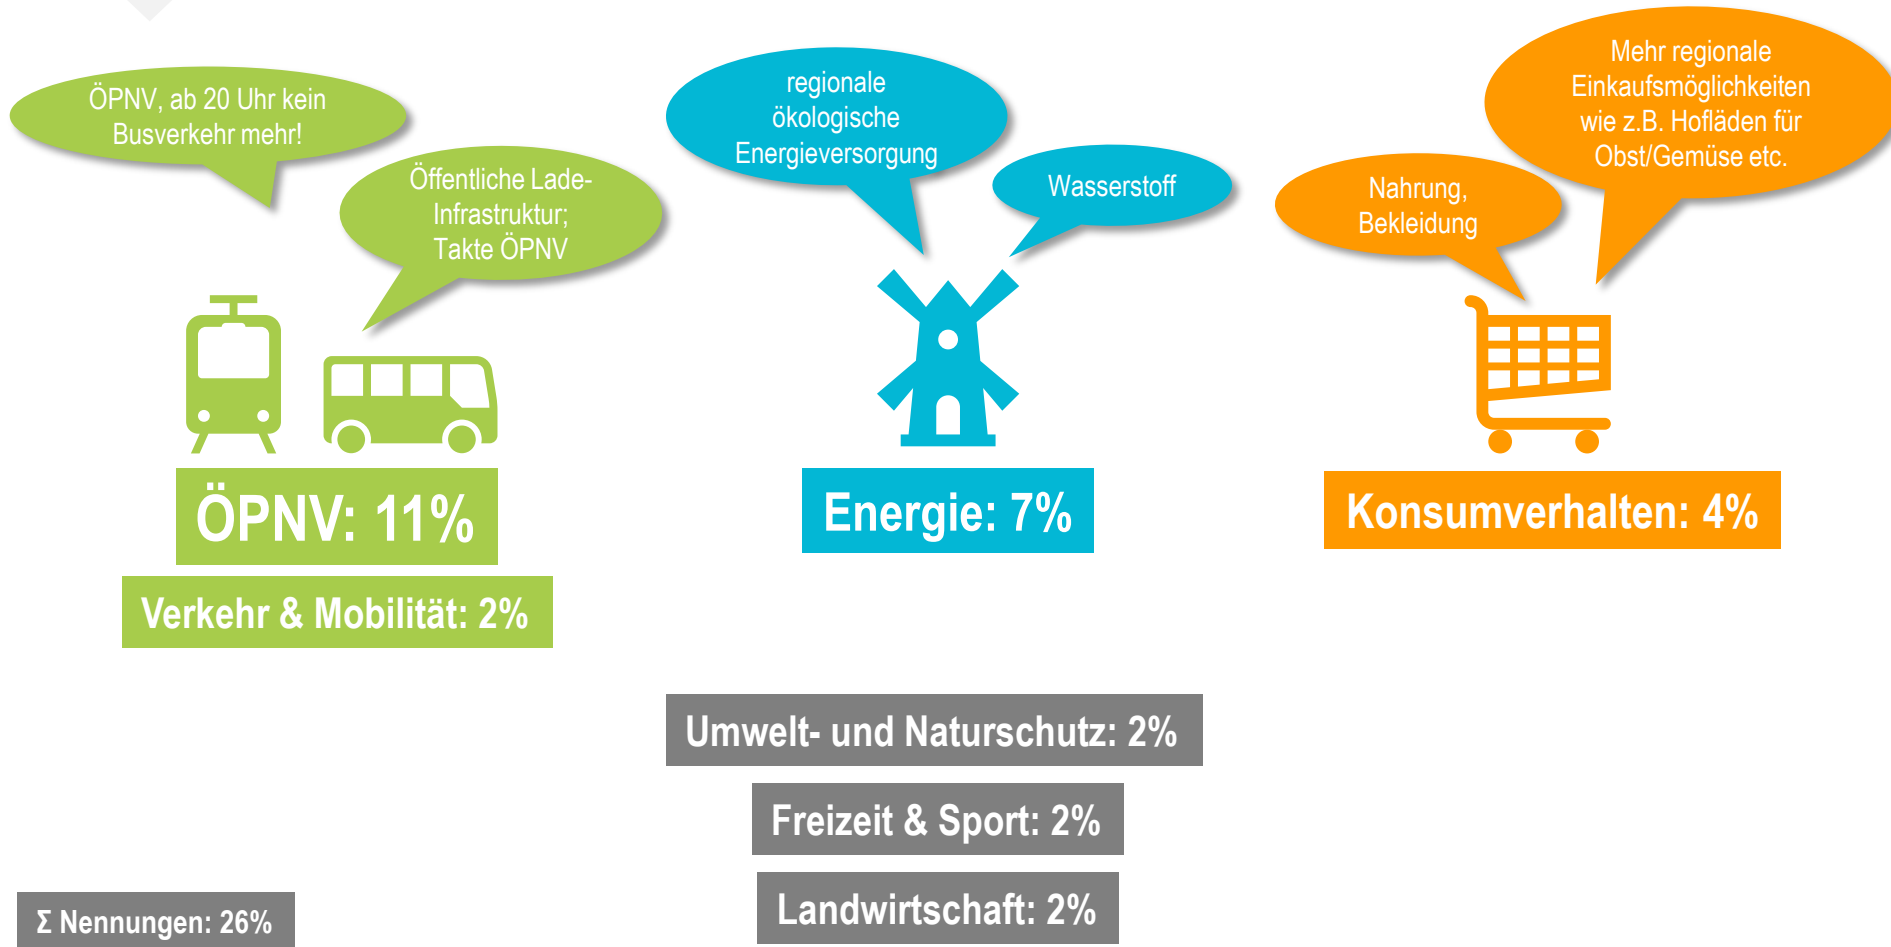 ÖPNV, ab 20 Uhr kein
Busverkehr mehr!
Öffentliche Lade-
Infrastruktur;
Takte ÖPNV
regionale
ökologische
Energieversorgung
Wasserstoff
Nahrung,
Bekleidung
Mehr regionale
Einkaufsmöglichkeiten
wie z.B. Hofläden für
Obst/Gemüse etc.
ÖPNV: 11%
Verkehr & Mobilität: 2%
Energie: 7%
Konsumverhalten: 4%
Umwelt- und Naturschutz: 2%
Freizeit & Sport: 2%
Landwirtschaft: 2%
Σ Nennungen: 26%